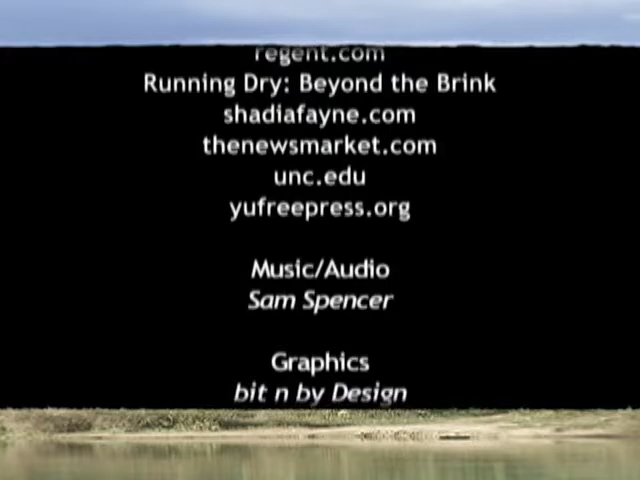 regent.com
Running Dry: Beyond the Brink
shadiafayne.com
thenewsmarket.com
unc.edu
yufreepress.org
Music/Audio
Sam Spencer
Graphics
bit n by Design